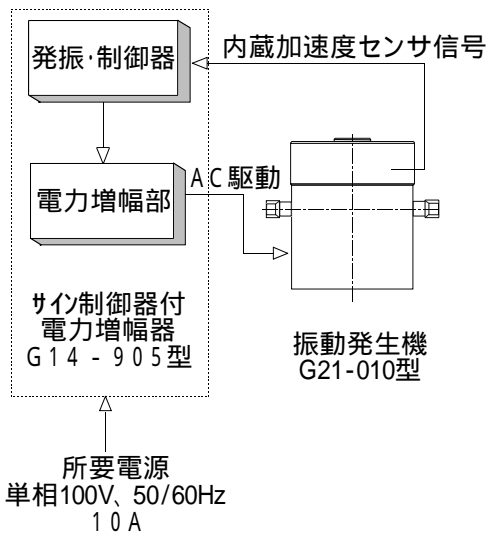 発振·制御器
内蔵加速度センサ信号
電力増幅部
AC駆動
サイン制御器付
電力増幅器
G14-905型
振動発生機
G21-010型
所要電源
単相100V、50/60Hz
10A